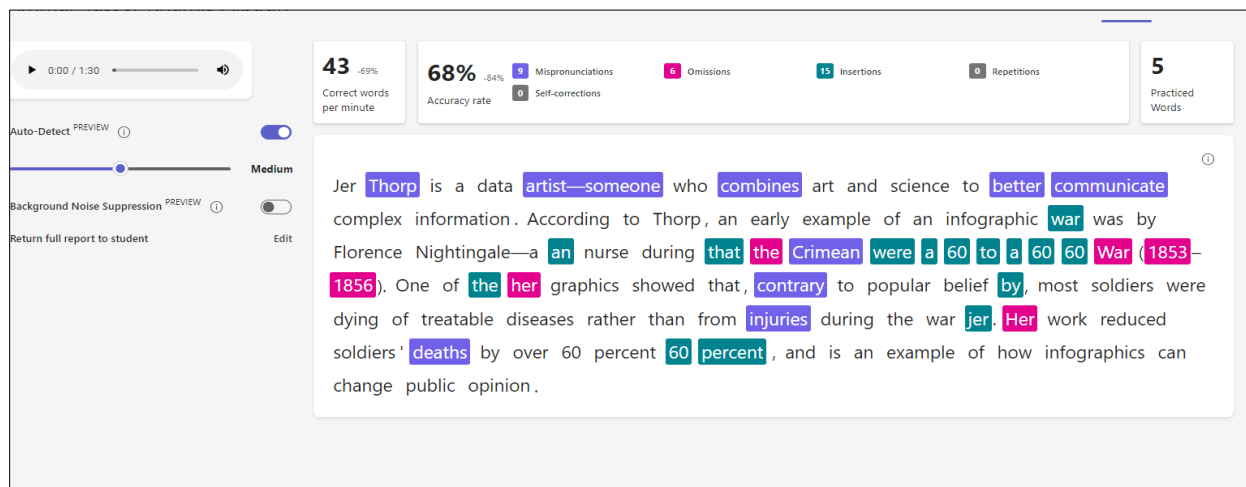 0:00 / 1:30
43 -69%
Correct words
per minute
68% -84%
Accuracy rate
9 Mispronunciations
6 Omissions
15 Insertions
0 Repetitions
0 Self-corrections
5
Practiced
Words
Auto-Detect PREVIEW
Medium
Background Noise Suppression PREVIEW
Return full report to student Edit
Jer Thorp is a data artist—someone who combines art and science to better communicate
complex information. According to Thorp, an early example of an infographic war was by
Florence Nightingale—a an nurse during that the Crimean were a 60 to a 60 60 War (1853–
1856). One of the her graphics showed that, contrary to popular belief by, most soldiers were
dying of treatable diseases rather than from injuries during the war jer. Her work reduced
soldiers' deaths by over 60 percent 60 percent, and is an example of how infographics can
change public opinion.